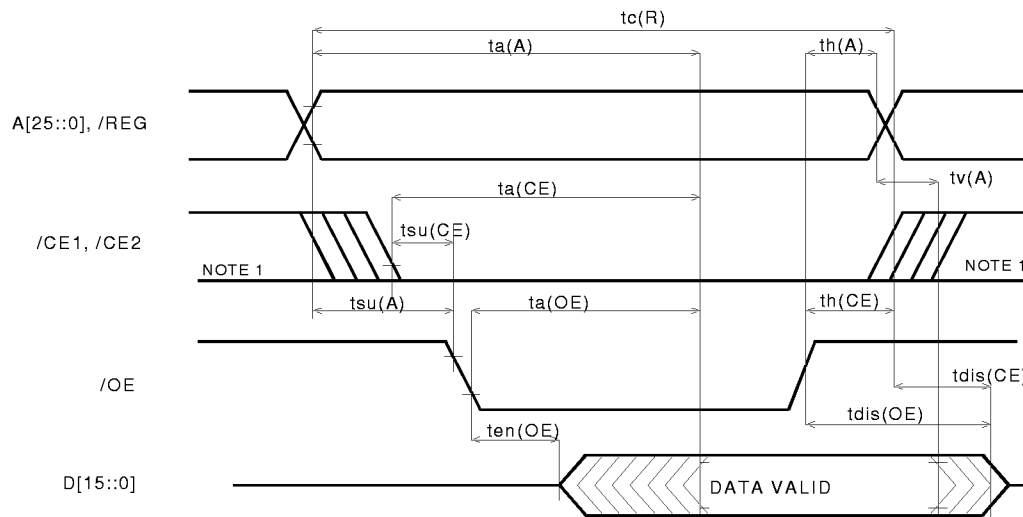 tc(R)
ta(A)
th(A)
A[25::0], /REG
ta(CE)
tv(A)
/CE1, /CE2
tsu(CE)
NOTE 1
NOTE 1
tsu(A)
ta(OE)
th(CE)
/OE
tdis(CE)
tdis(OE)
ten(OE)
D[15::0]
DATA VALID